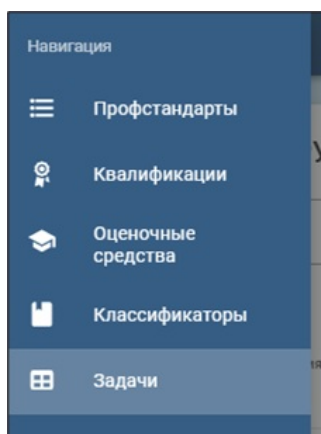 Навигация
Профстандарты
Квалификации
Оценочные
средства
Классификаторы
Задачи